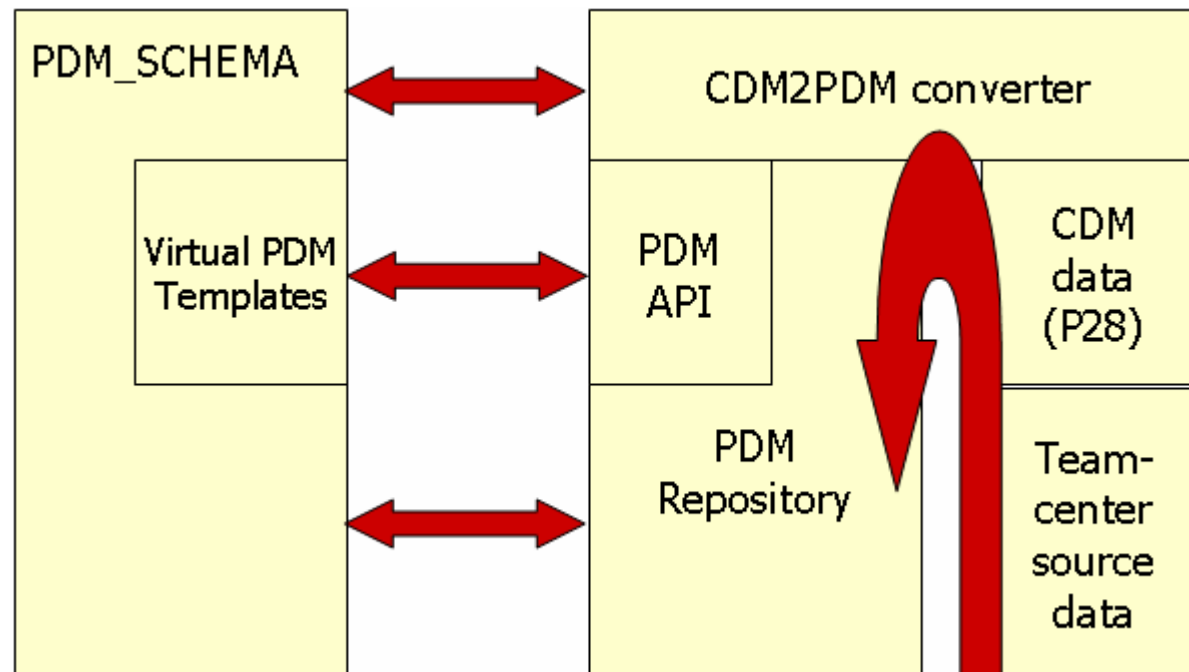 PDM_SCHEMA
CDM2PDM converter
Virtual PDM
Templates
PDM
API
CDM
data
(P28)
PDM
Repository
Team-
center
source
data